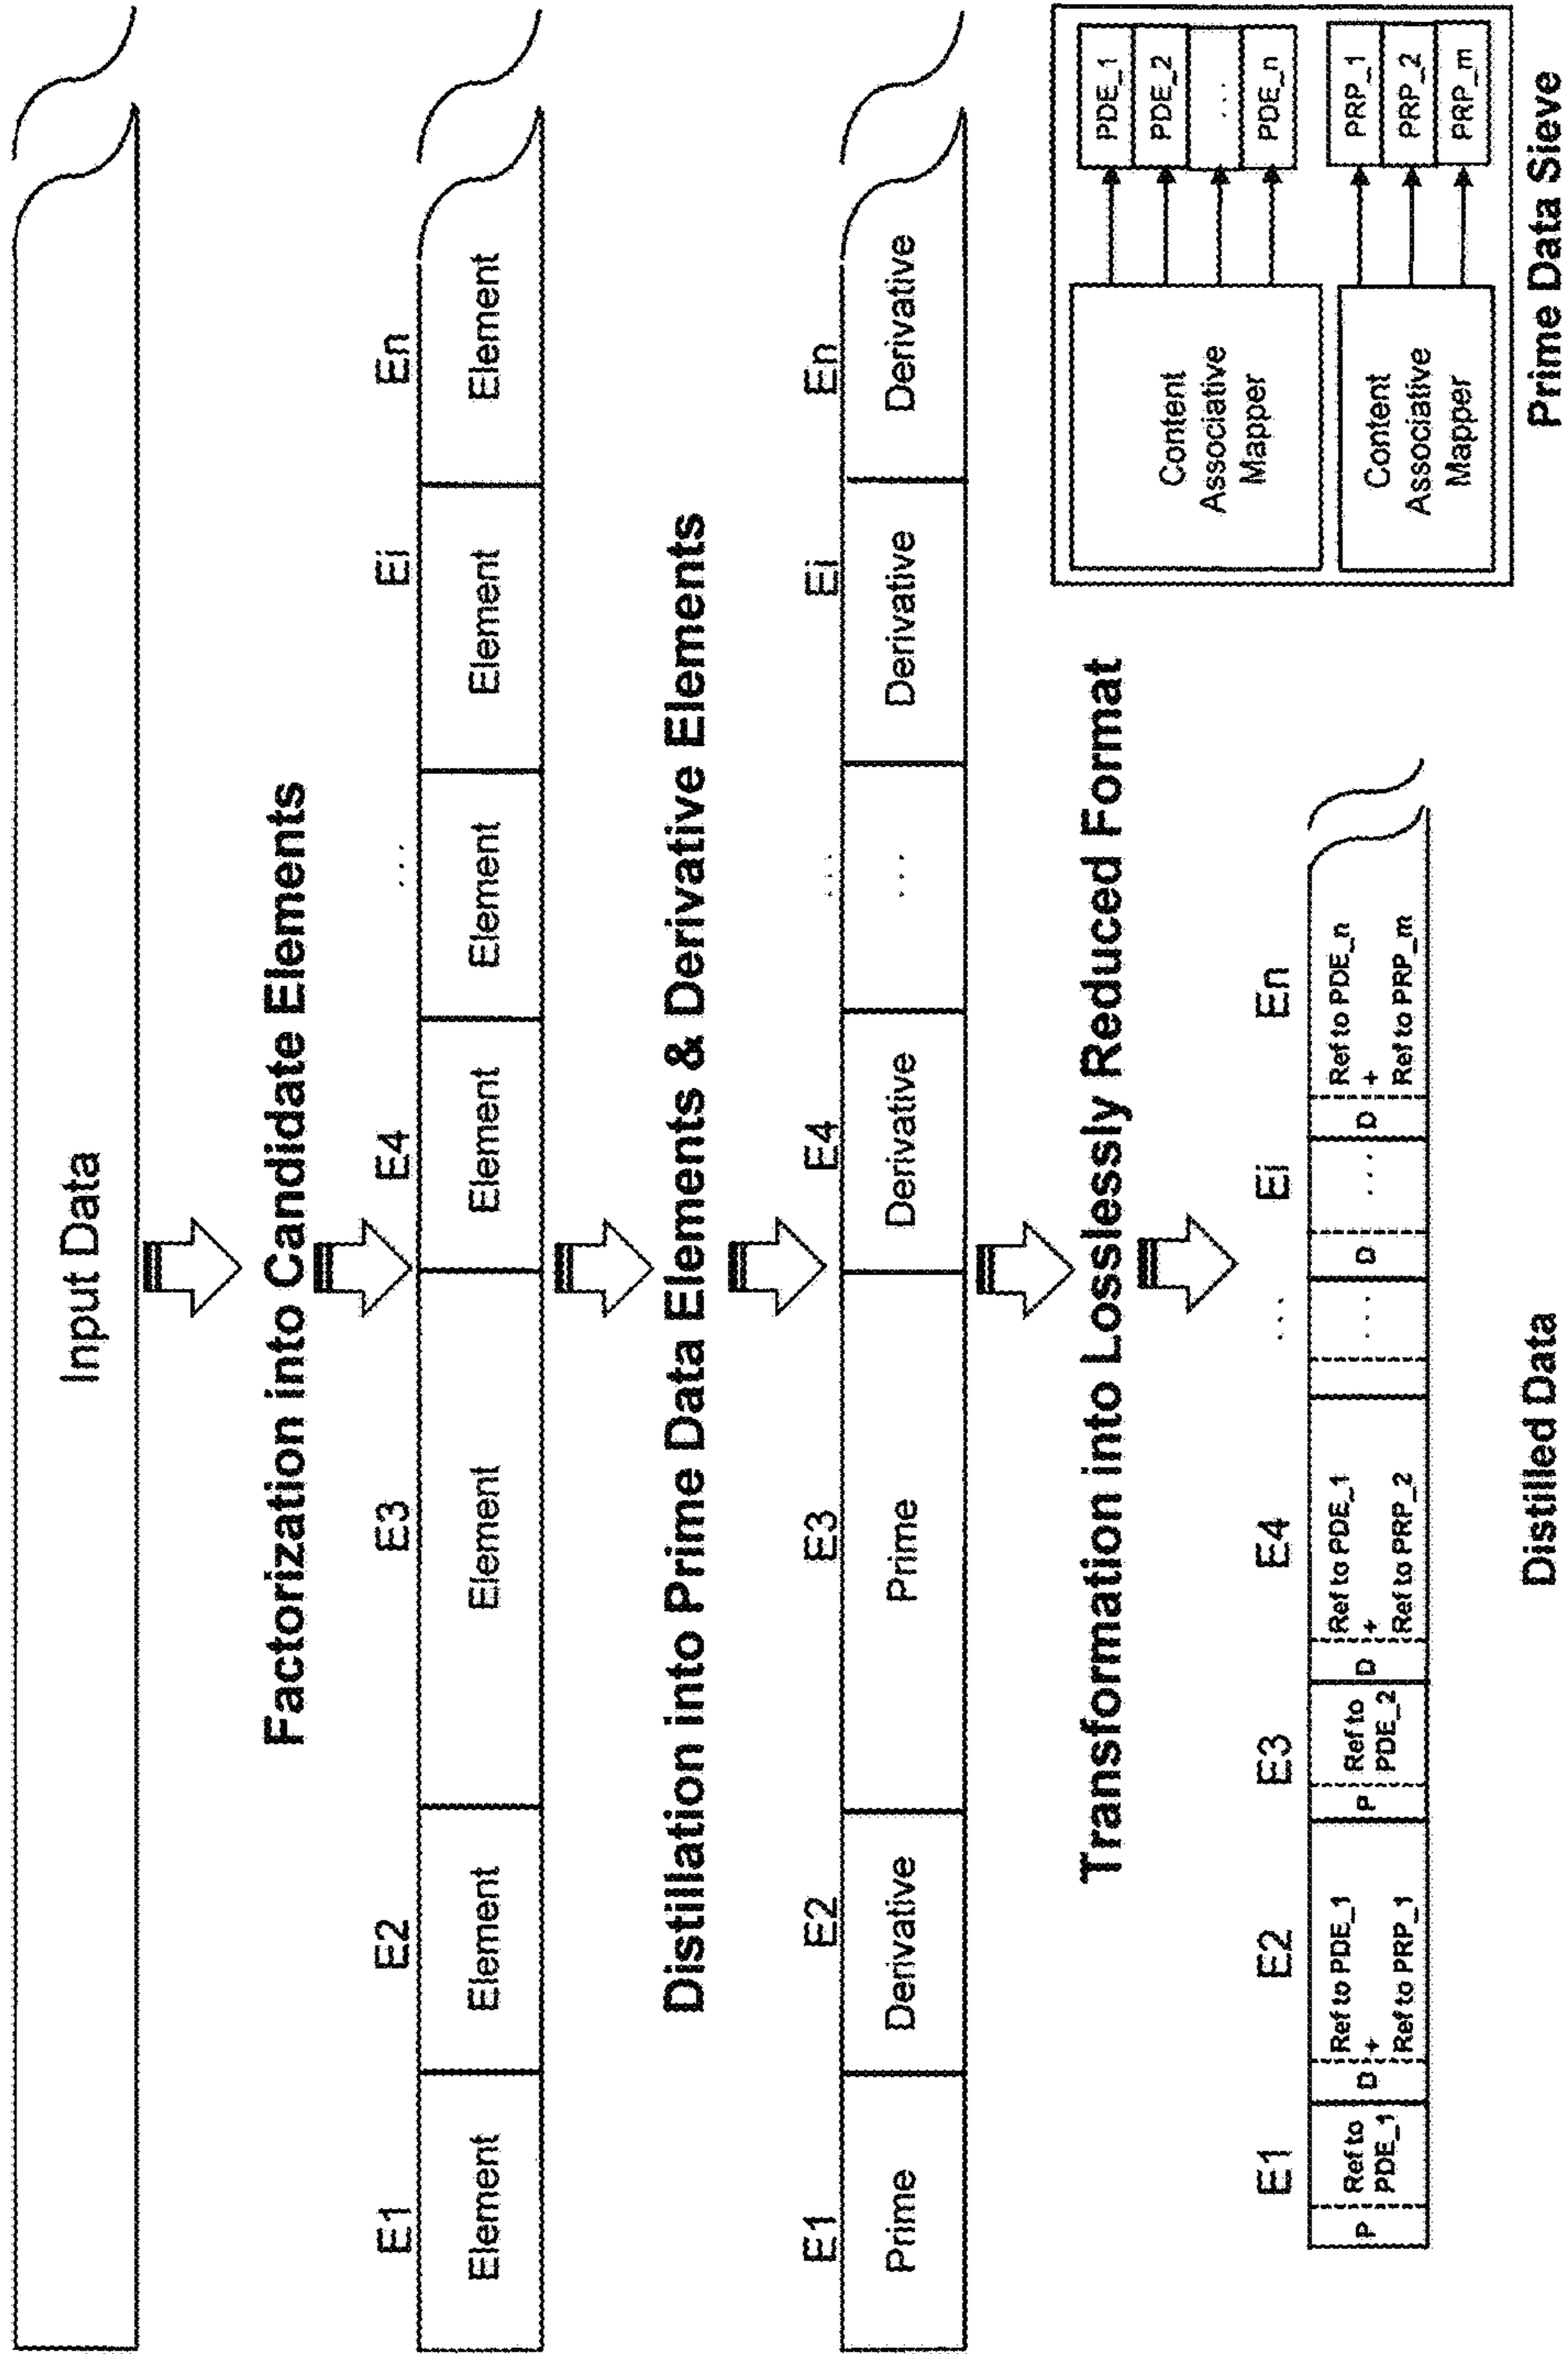 Input Data
Factorization into Candidate Elements
E1
E2
E3
E4
...
Ei
En
Element
Element
Element
Element
Element
Element
Element
Distillation into Prime Data Elements & Derivative Elements
E1
E2
E3
E4
...
Ei
En
Prime
Derivative
Prime
Derivative
...
Derivative
Derivative
Transformation into Losslessly Reduced Format
E1
E2
E3
E4
...
Ei
En
P
Ref to
PDE_1
D
Ref to PDE_1
+
Ref to PRP_1
P
Ref to
PDE_2
D
Ref to PDE_1
+
Ref to PRP_2
...
D
...
D
Ref to PDE_n
+
Ref to PRP_m
Distilled Data
Content
Associative
Mapper
PDE_1
PDE_2
...
PDE_n
Content
Associative
Mapper
PRP_1
PRP_2
PRP_m
Prime Data Sieve